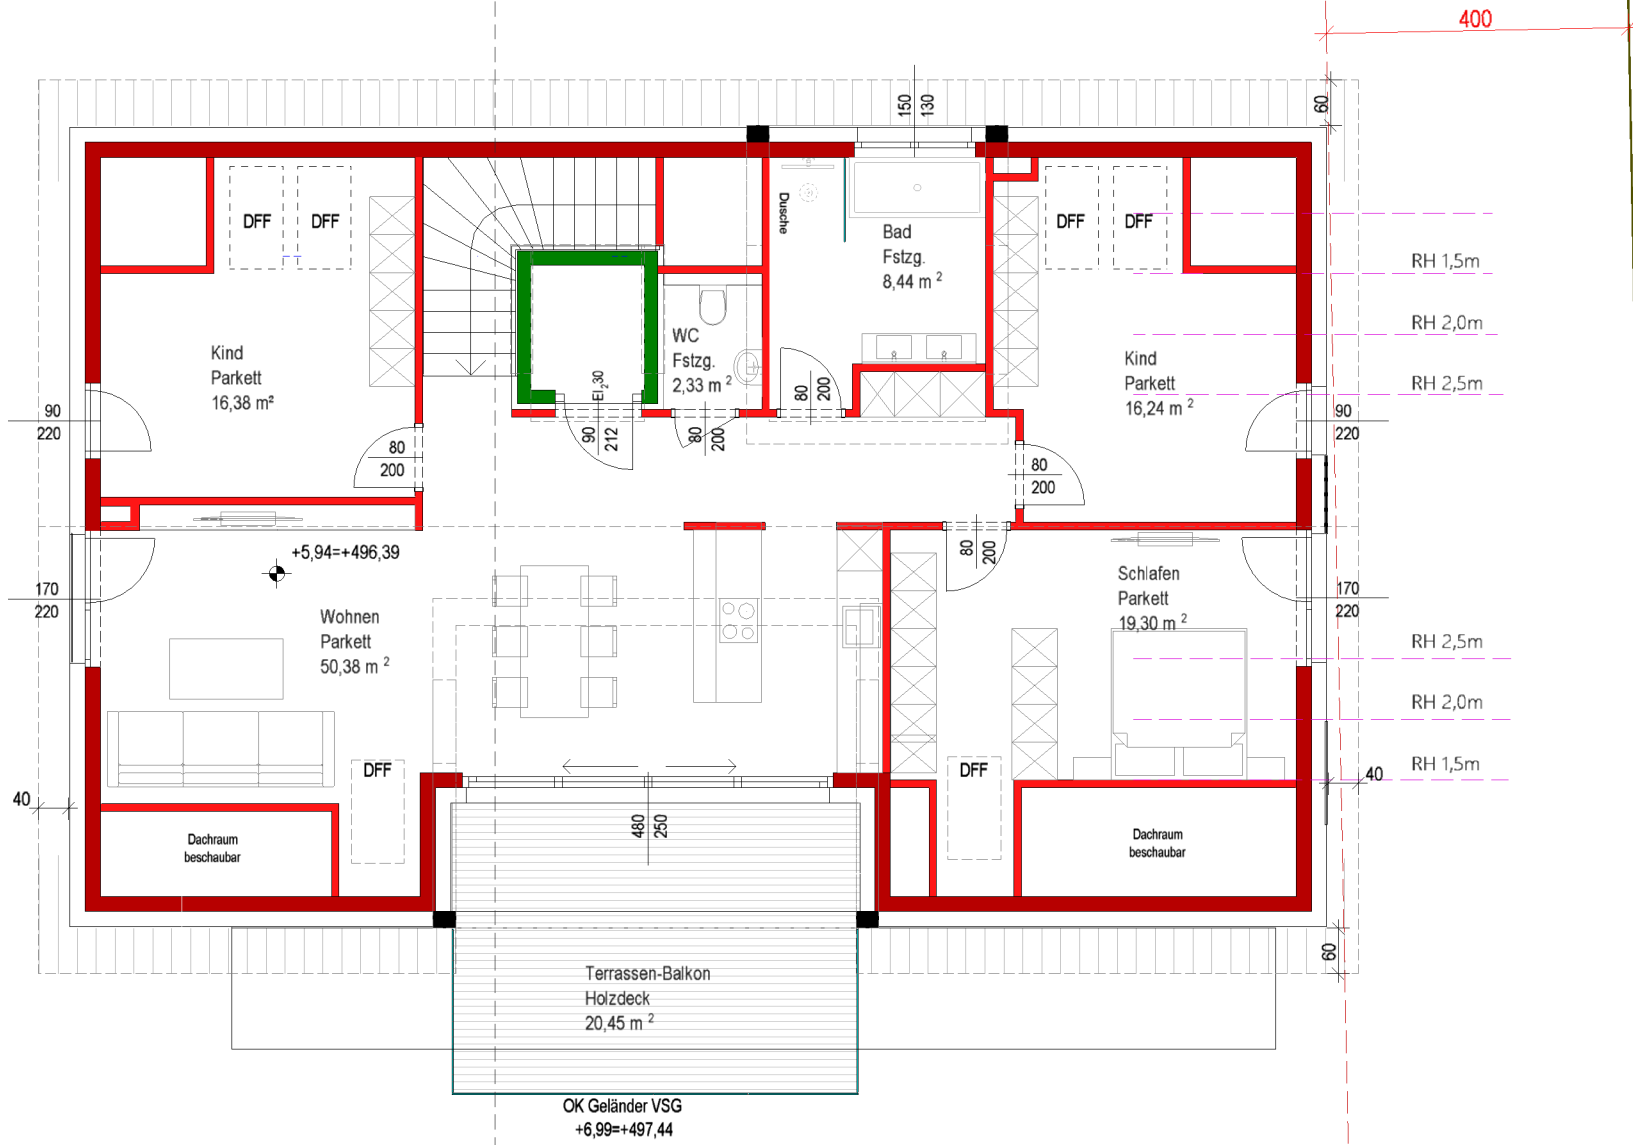 400
60
150
130
DFF
DFF
Dusche
Bad
Fstzg.
8,44 m ²
DFF
DFF
RH 1,5m
RH 2,0m
RH 2,5m
Kind
Parkett
16,38 m²
WC
Fstzg.
2,33 m ²
EI₂30
Kind
Parkett
16,24 m ²
90
220
80
200
90
212
80
200
80
200
80
200
90
220
+5,94=+496,39
80
200
Schlafen
Parkett
19,30 m ²
170
220
170
220
Wohnen
Parkett
50,38 m ²
RH 2,5m
RH 2,0m
RH 1,5m
DFF
DFF
40
40
480
250
Dachraum
beschaubar
Dachraum
beschaubar
60
Terrassen-Balkon
Holzdeck
20,45 m ²
OK Geländer VSG
+6,99=+497,44